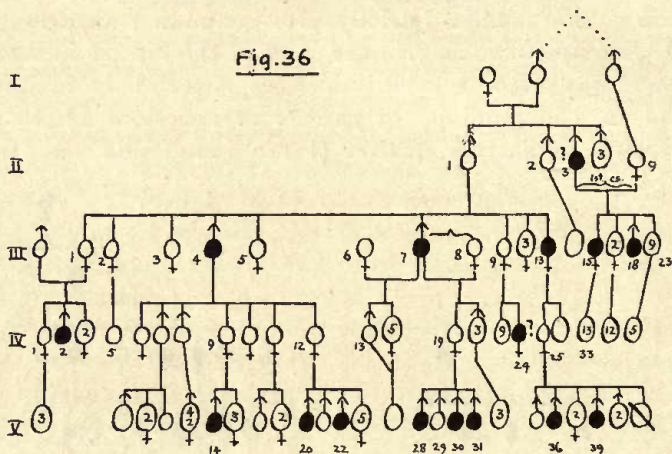 Fig.36
I
II
1 2 ? 3 3 9
1st. cs.
III
1 2 3 4 5 6 7 8 9 3 13 15 2 18 9 23
IV
1 2 2 5 9 12 13 5 19 3 9 24 ? 25 13 33 12 5
V
3 2 4 2 14 3 2 20 22 5 28 29 30 31 3 36 2 39 2